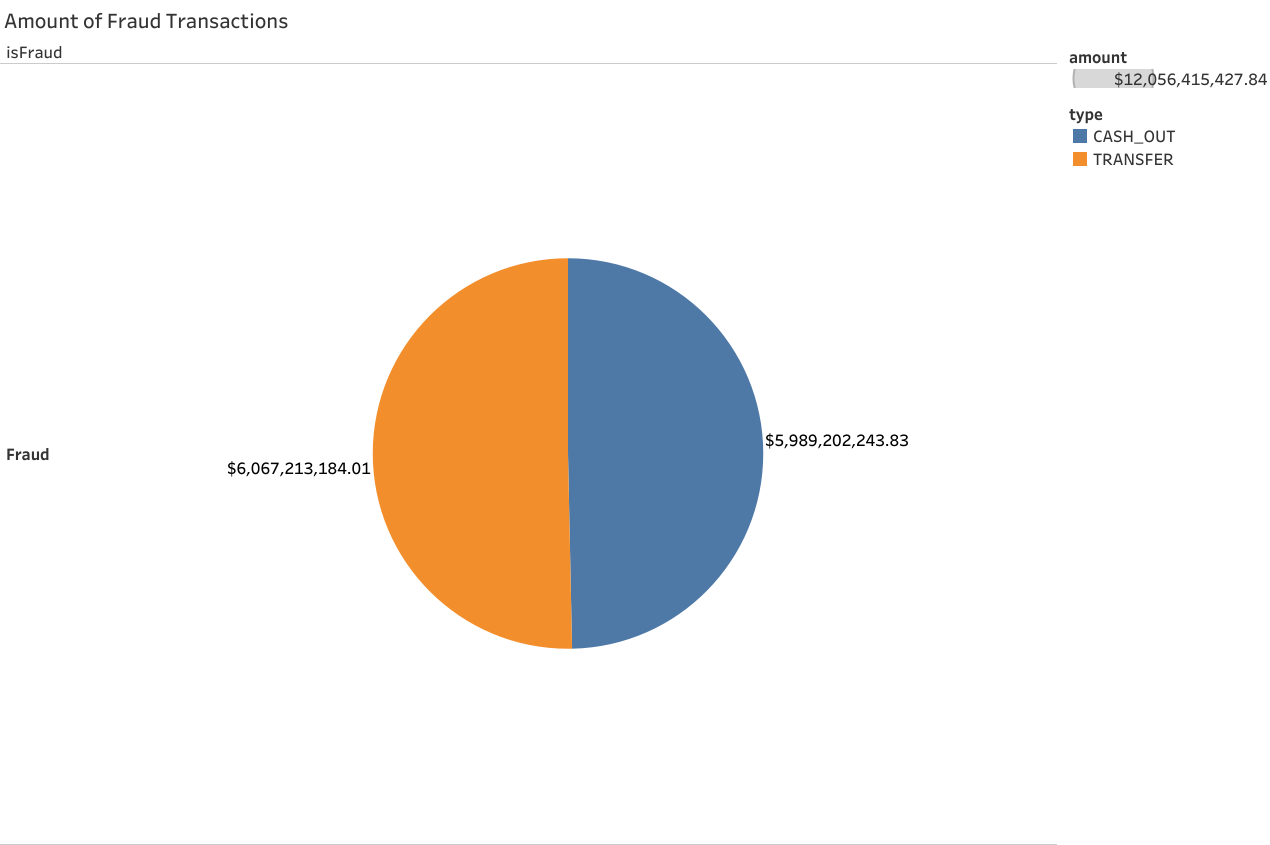 Amount of Fraud Transactions
isFraud
amount
$12,056,415,427.84
type
CASH_OUT
TRANSFER
$5,989,202,243.83
Fraud
$6,067,213,184.01